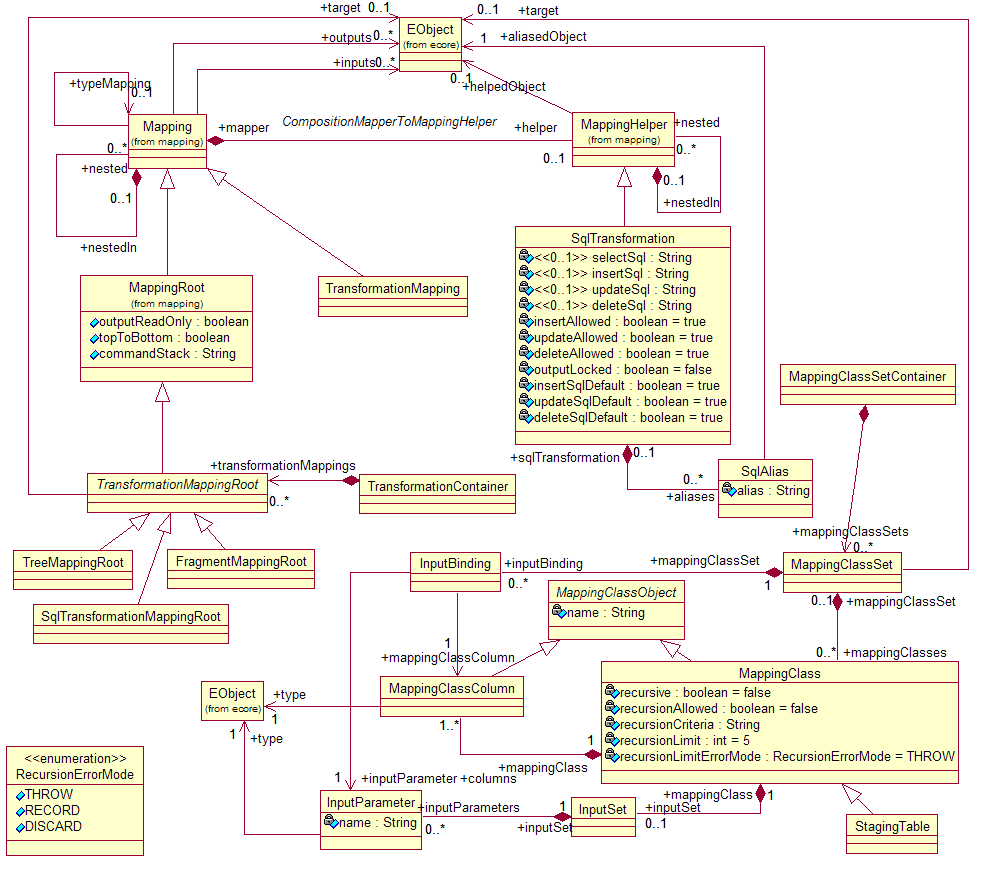 +target 0..1
0..1 +target
EObject
(from ecore)
+outputs 0..*
1 +aliasedObject
+inputs 0..*
0..1
+helpedObject
+typeMapping
0..1
Mapping
(from mapping)
+mapper
CompositionMapperToMappingHelper
+helper
0..1
MappingHelper
(from mapping)
+nested
0..*
0..1
+nestedIn
0..*
+nested
0..1
+nestedIn
SqlTransformation
<<0..1>> selectSql : String
<<0..1>> insertSql : String
<<0..1>> updateSql : String
<<0..1>> deleteSql : String
insertAllowed : boolean = true
updateAllowed : boolean = true
deleteAllowed : boolean = true
outputLocked : boolean = false
insertSqlDefault : boolean = true
updateSqlDefault : boolean = true
deleteSqlDefault : boolean = true
MappingRoot
(from mapping)
outputReadOnly : boolean
topToBottom : boolean
commandStack : String
TransformationMapping
MappingClassSetContainer
+sqlTransformation 0..1
0..*
+aliases
SqlAlias
alias : String
+transformationMappings
0..*
TransformationMappingRoot
TransformationContainer
+mappingClassSets
0..*
TreeMappingRoot
FragmentMappingRoot
SqlTransformationMappingRoot
InputBinding
+inputBinding
0..*
+mappingClassSet
1
MappingClassSet
0..1 +mappingClassSet
MappingClassObject
name : String
1
+mappingClassColumn
0..* +mappingClasses
MappingClassColumn
MappingClass
recursive : boolean = false
recursionAllowed : boolean = false
recursionCriteria : String
recursionLimit : int = 5
recursionLimitErrorMode : RecursionErrorMode = THROW
EObject
(from ecore)
+type
1
1 +type
1..*
1
+mappingClass
1 +inputParameter +columns
<<enumeration>>
RecursionErrorMode
THROW
RECORD
DISCARD
InputParameter
name : String
+inputParameters
0..*
1
+inputSet
InputSet
+mappingClass 1
+inputSet
0..1
StagingTable